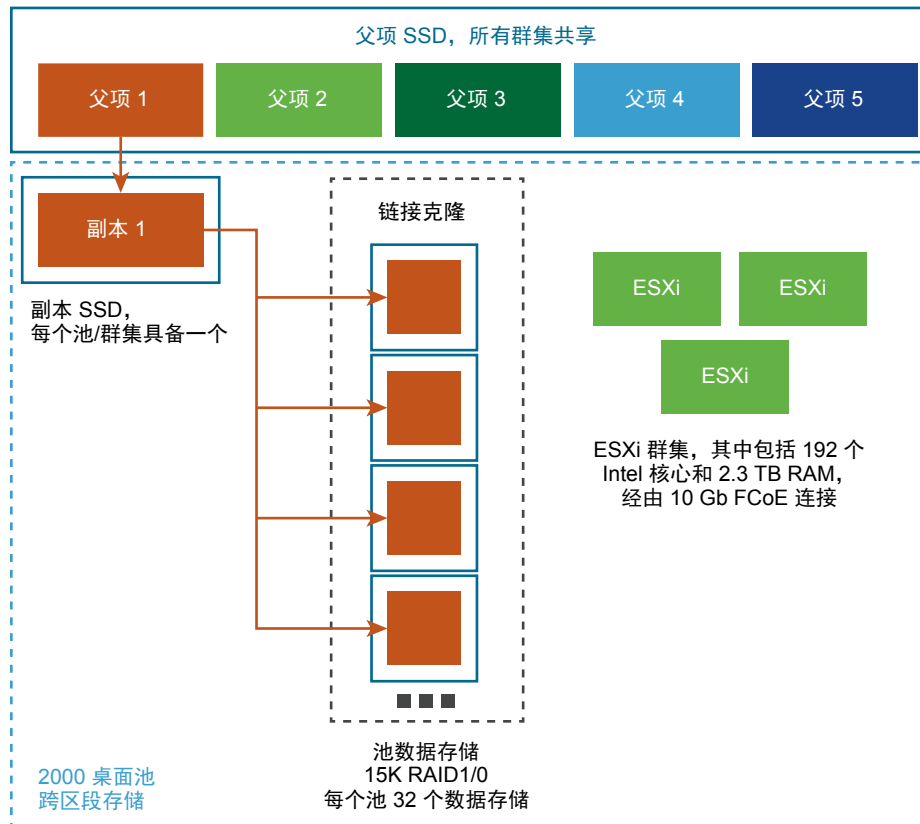 父项 SSD，所有群集共享
父项 1
父项 2
父项 3
父项 4
父项 5
副本 1
副本 SSD，
每个池/群集具备一个
链接克隆
ESXi
ESXi
ESXi
ESXi 群集，其中包括 192 个
Intel 核心和 2.3 TB RAM，
经由 10 Gb FCoE 连接
池数据存储
15K RAID1/0
每个池 32 个数据存储
2000 桌面池
跨区段存储